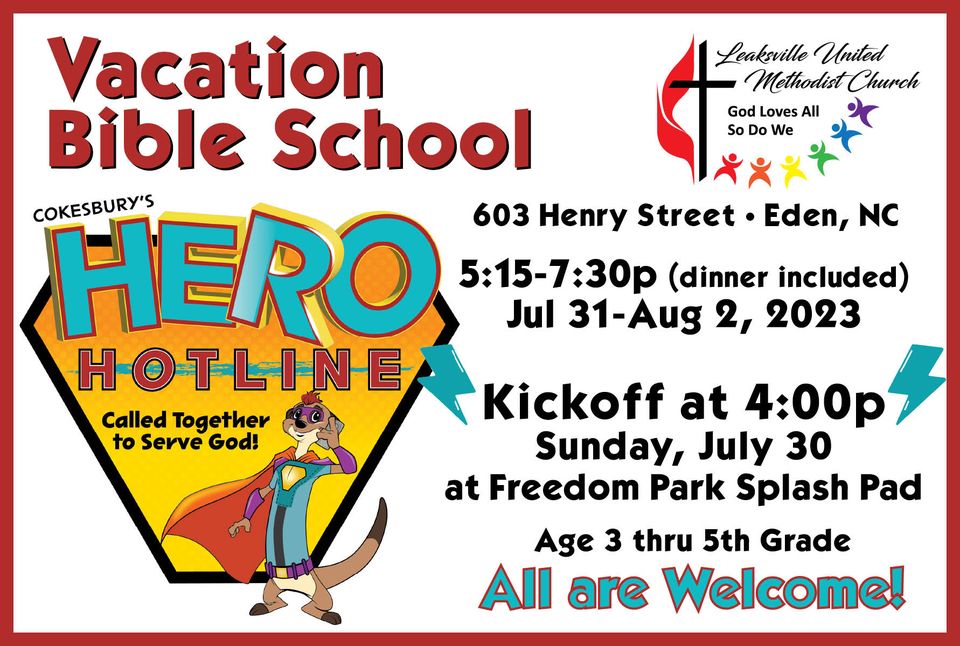 Vacation
Bible School
Leaksville United
Methodist Church
God Loves All
So Do We
COKESBURY'S
HERO
HOTLINE
Called Together
to Serve God!
603 Henry Street • Eden, NC
5:15-7:30p (dinner included)
Jul 31-Aug 2, 2023
Kickoff at 4:00p
Sunday, July 30
at Freedom Park Splash Pad
Age 3 thru 5th Grade
All are Welcome!